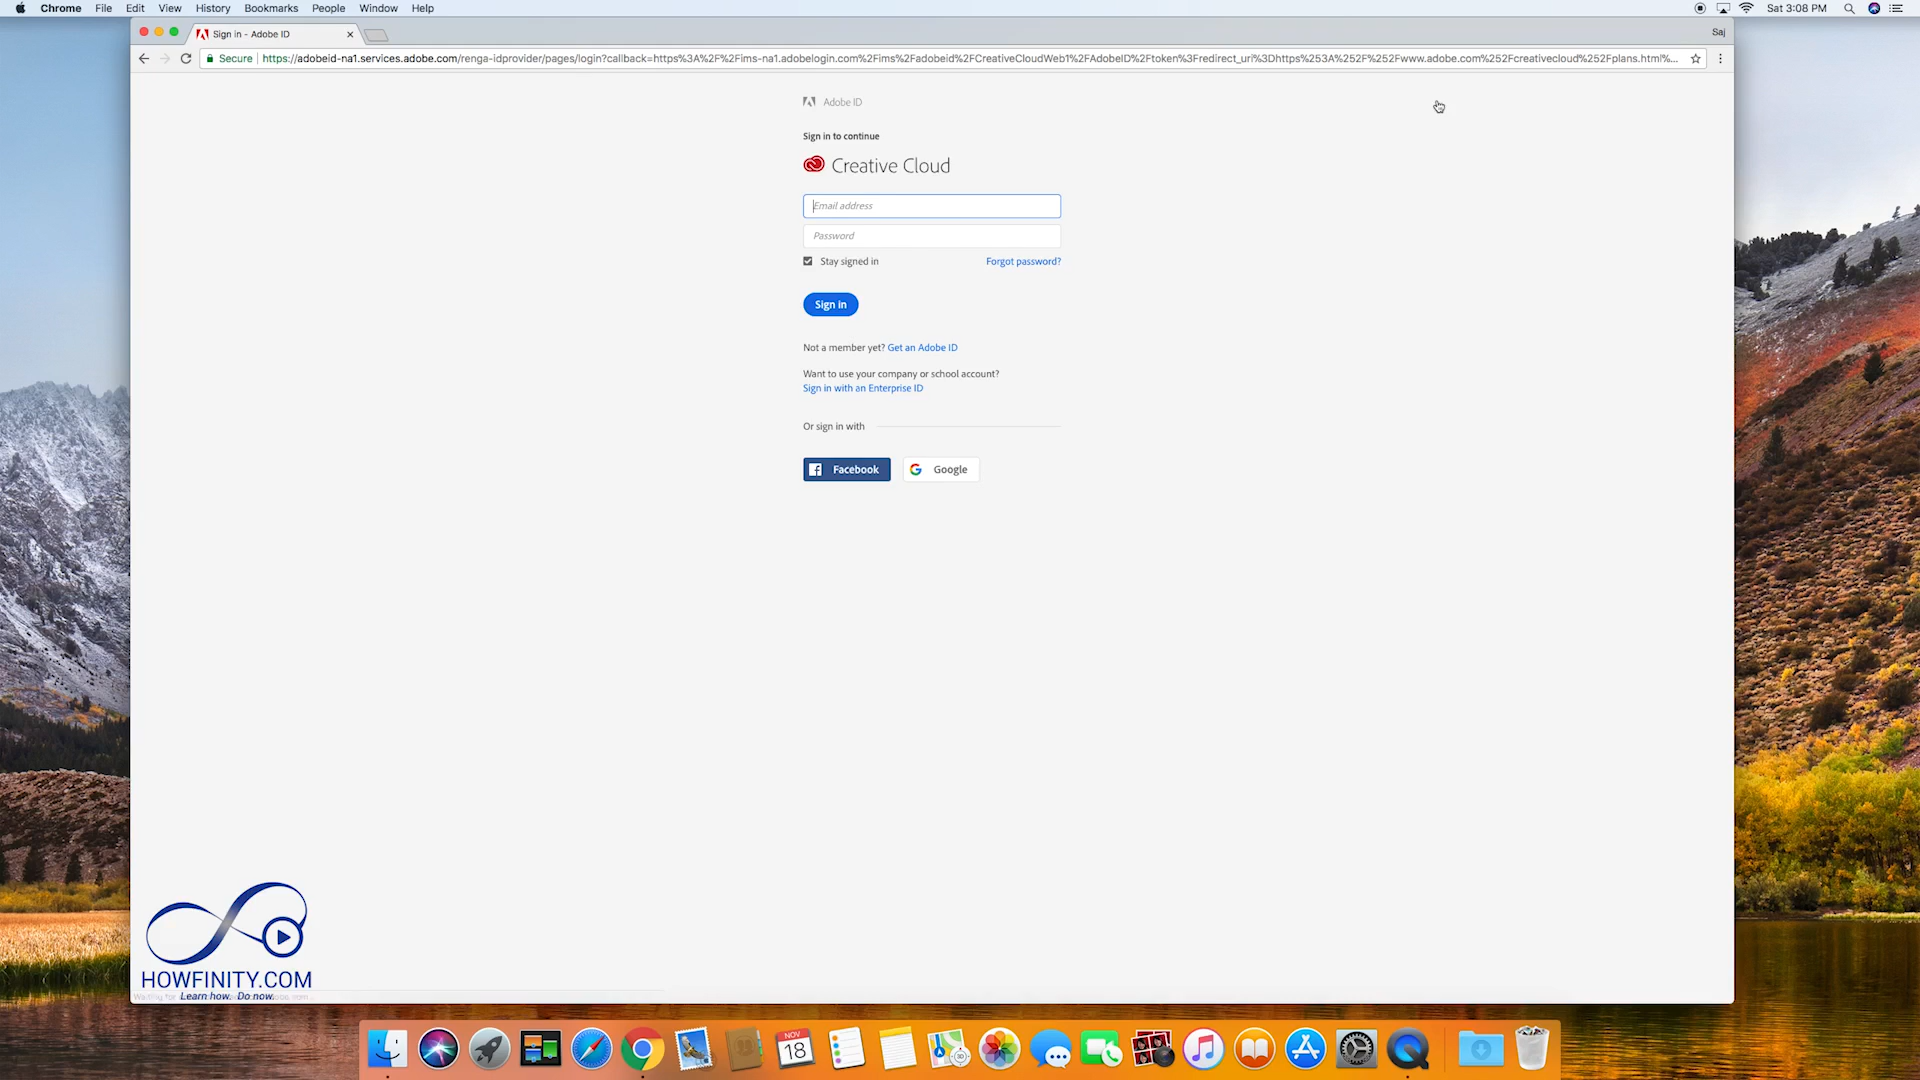 Chrome File Edit View History Bookmarks People Window Help
Sat 3:08 PM
Sign in - Adobe ID
Saj
Secure https://adobeid-na1.services.adobe.com/renga-idprovider/pages/login?callback=https%3A%2F%2Fims-na1.adobelogin.com%2Fims%2Fadobeid%2FCreativeCloudWeb1%2FAdobeID%2Ftoken%3Fredirect_uri%3Dhttps%253A%252F%252Fwww.adobe.com%252Fcreativecloud%252Fplans.html%...
Adobe ID
Sign in to continue
Creative Cloud
Email address
Password
Stay signed in Forgot password?
Sign in
Not a member yet? Get an Adobe ID
Want to use your company or school account?
Sign in with an Enterprise ID
Or sign in with
Facebook Google
HOWFINITY.COM
Learn how. Do now.
NOV
18
3D